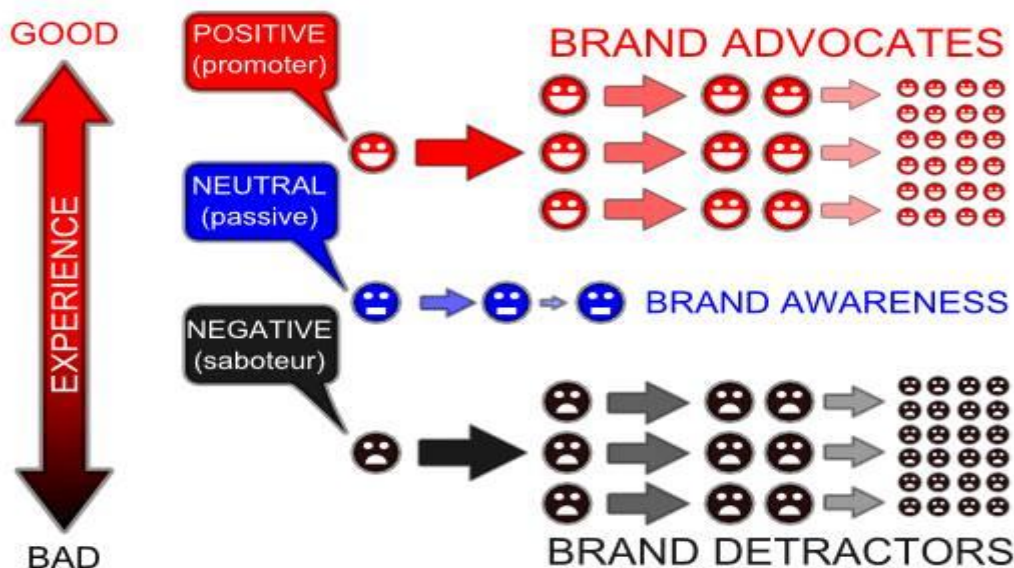 GOOD
EXPERIENCE
BAD
POSITIVE
(promoter)
BRAND ADVOCATES
NEUTRAL
(passive)
BRAND AWARENESS
NEGATIVE
(saboteur)
BRAND DETRACTORS